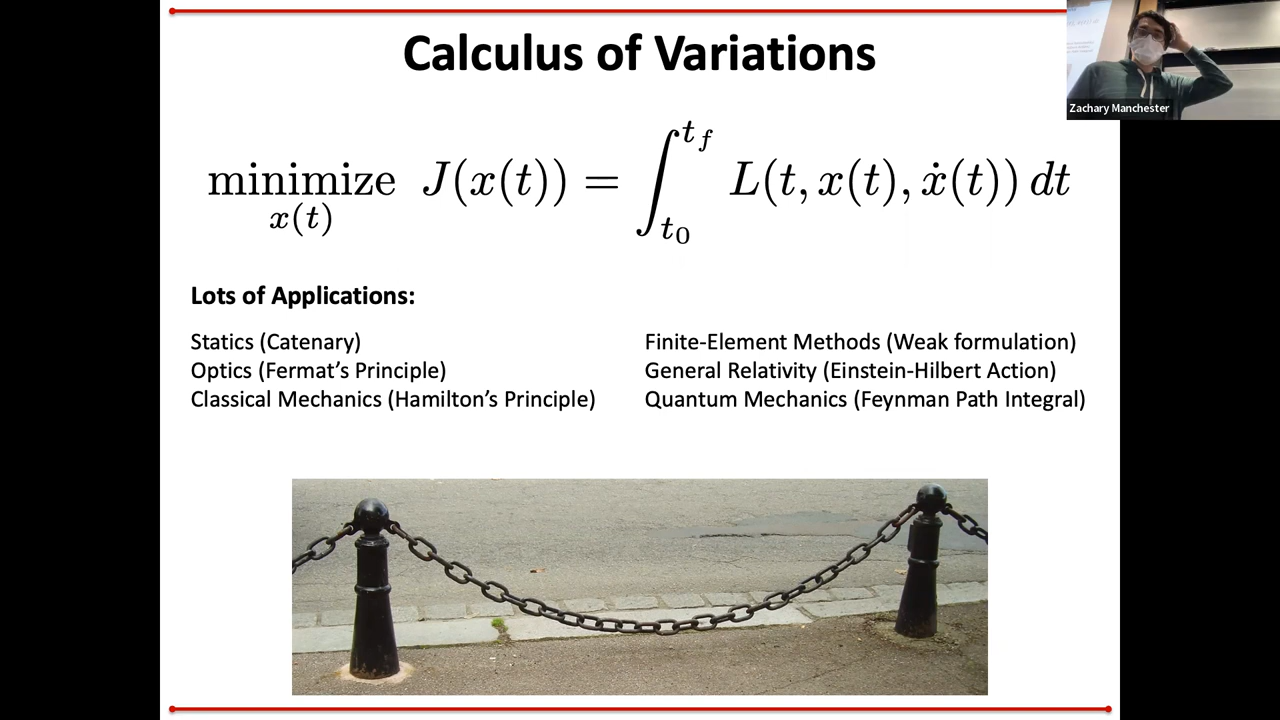 Calculus of Variations
minimize J(x(t)) = ∫ L(t, x(t), ẋ(t)) dt
x(t)
t_f
t_0
Lots of Applications:
Statics (Catenary)
Optics (Fermat’s Principle)
Classical Mechanics (Hamilton’s Principle)
Finite-Element Methods (Weak formulation)
General Relativity (Einstein-Hilbert Action)
Quantum Mechanics (Feynman Path Integral)
Zachary Manchester